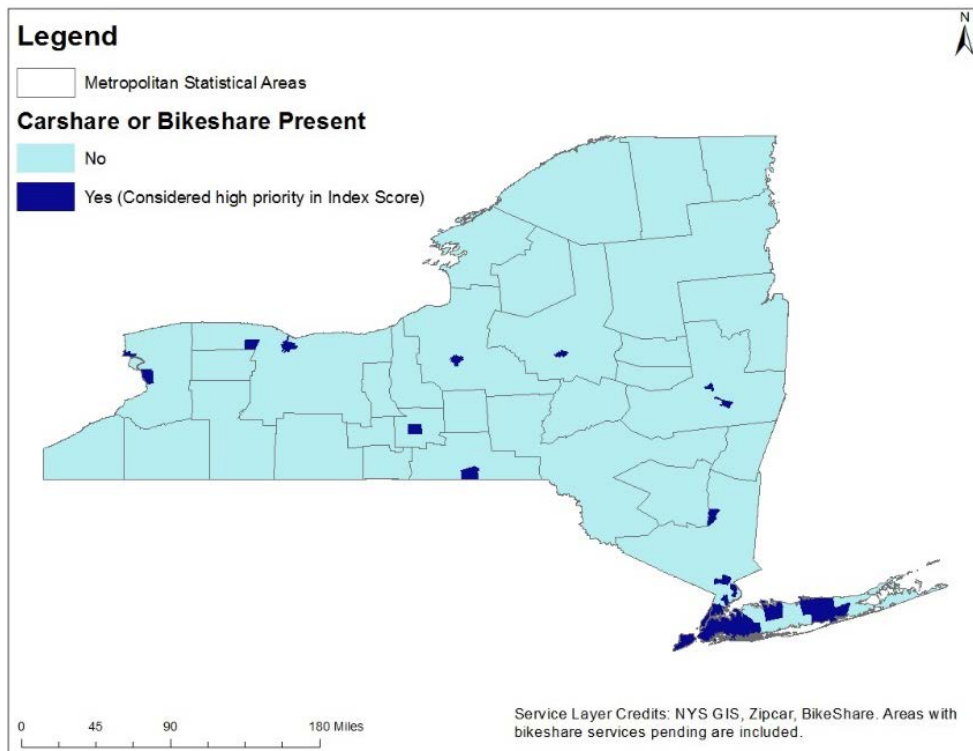 Legend
N
Metropolitan Statistical Areas
Carshare or Bikeshare Present
No
Yes (Considered high priority in Index Score)
0 45 90 180 Miles
Service Layer Credits: NYS GIS, Zipcar, BikeShare. Areas with
bikeshare services pending are included.